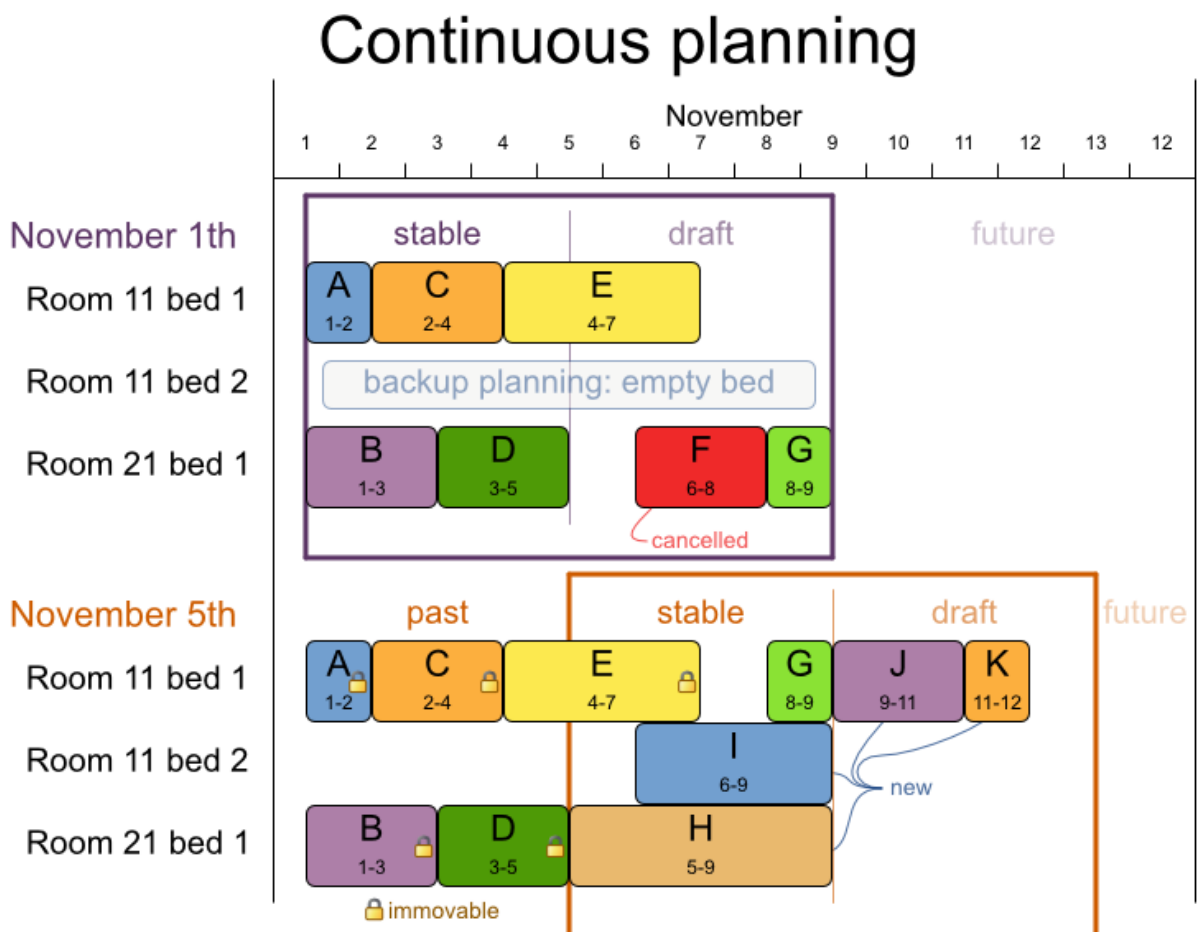 Continuous planning
November
1 2 3 4 5 6 7 8 9 10 11 12 13 12
November 1th
stable draft future
Room 11 bed 1
A C E
1-2 2-4 4-7
Room 11 bed 2
backup planning: empty bed
Room 21 bed 1
B D F G
1-3 3-5 6-8 8-9
cancelled
November 5th
past stable draft future
Room 11 bed 1
A C E G J K
1-2 2-4 4-7 8-9 9-11 11-12
Room 11 bed 2
I
6-9
new
Room 21 bed 1
B D H
1-3 3-5 5-9
immovable